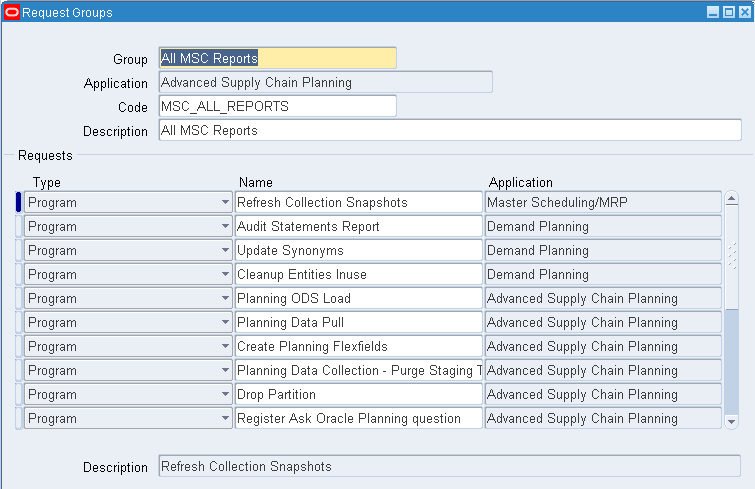 Request Groups
Group All MSC Reports
Application Advanced Supply Chain Planning
Code MSC_ALL_REPORTS
Description All MSC Reports
Requests
Type Name Application
Program Refresh Collection Snapshots Master Scheduling/MRP
Program Audit Statements Report Demand Planning
Program Update Synonyms Demand Planning
Program Cleanup Entities Inuse Demand Planning
Program Planning ODS Load Advanced Supply Chain Planning
Program Planning Data Pull Advanced Supply Chain Planning
Program Create Planning Flexfields Advanced Supply Chain Planning
Program Planning Data Collection - Purge Staging T Advanced Supply Chain Planning
Program Drop Partition Advanced Supply Chain Planning
Program Register Ask Oracle Planning question Advanced Supply Chain Planning
Description Refresh Collection Snapshots